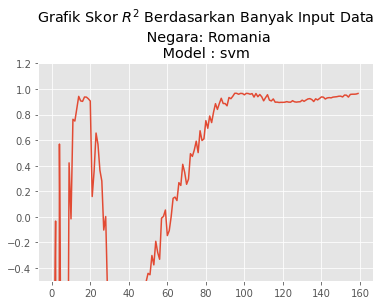 Grafik Skor R² Berdasarkan Banyak Input Data
Negara: Romania
Model : svm
1.2
1.0
0.8
0.6
0.4
0.2
0.0
−0.2
−0.4
0 20 40 60 80 100 120 140 160